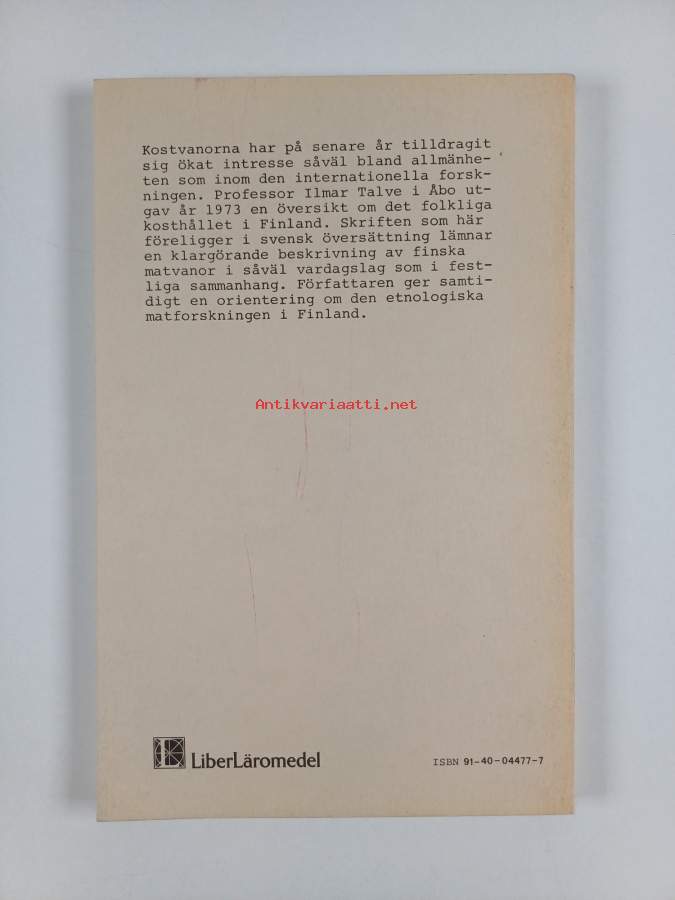 Kostvanorna har på senare år tilldragit
sig ökat intresse såväl bland allmänhe-
ten som inom den internationella forsk-
ningen. Professor Ilmar Talve i Åbo ut-
gav år 1973 en översikt om det folkliga
kosthållet i Finland. Skriften som här
föreligger i svensk översättning lämnar
en klargörande beskrivning av finska
matvanor i såväl vardagslag som i fest-
liga sammanhang. Författaren ger samti-
digt en orientering om den etnologiska
matforskningen i Finland.
Antikvariaatti.net
LiberLäromedel
ISBN 91-40-04477-7